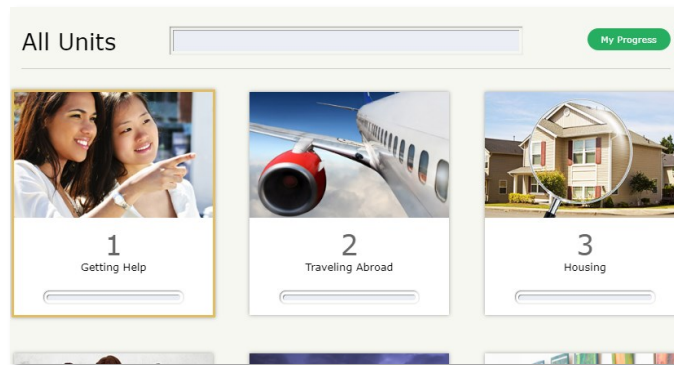 All Units
My Progress
1
Getting Help
2
Traveling Abroad
3
Housing